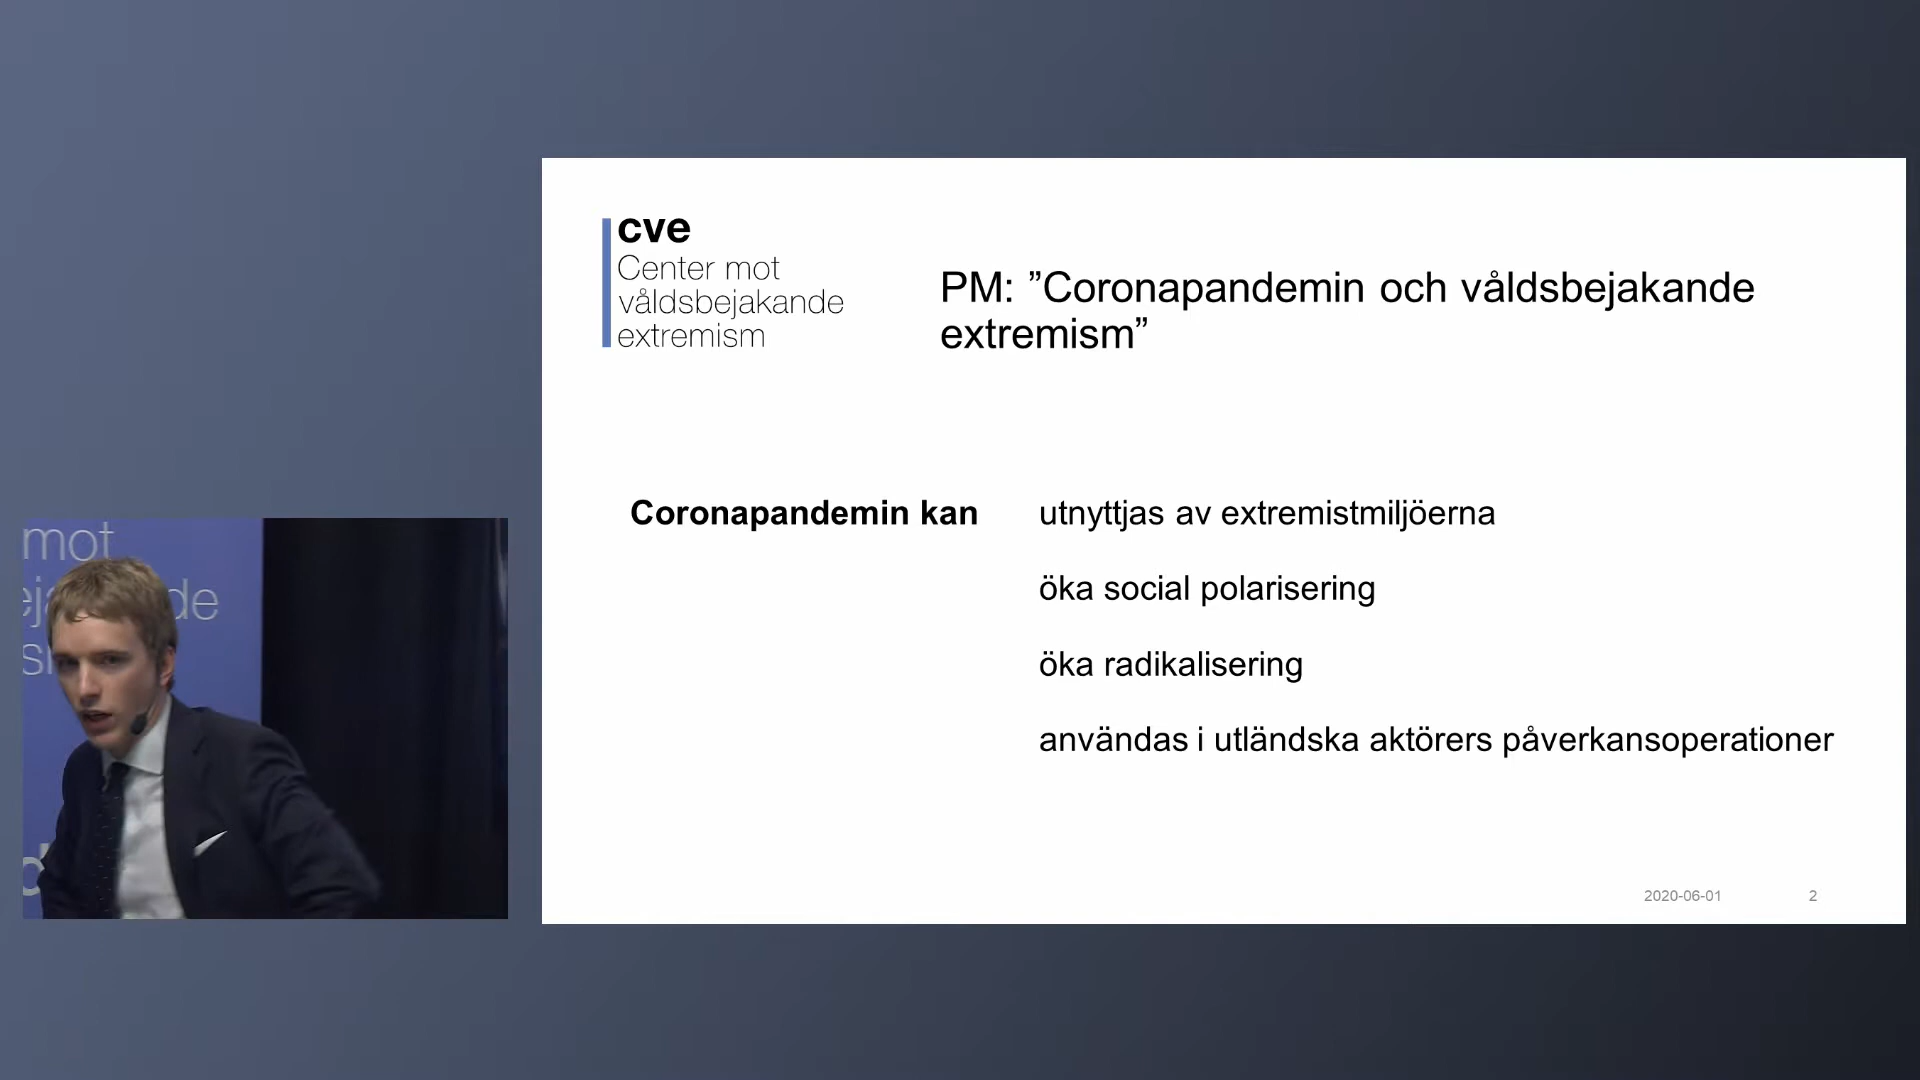 cve
Center mot
våldsbejakande
extremism
PM: ”Coronapandemin och våldsbejakande
extremism”
Coronapandemin kan
utnyttjas av extremistmiljöerna
öka social polarisering
öka radikalisering
användas i utländska aktörers påverkansoperationer
2020-06-01
2
mot
de